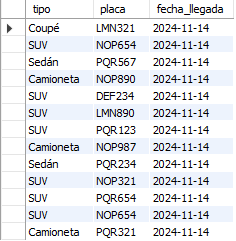 tipo placa fecha_llegada
Coupé LMN321 2024-11-14
SUV NOP654 2024-11-14
Sedán PQR567 2024-11-14
Camioneta NOP890 2024-11-14
SUV DEF234 2024-11-14
SUV LMN890 2024-11-14
SUV PQR123 2024-11-14
Camioneta NOP987 2024-11-14
Sedán PQR234 2024-11-14
SUV NOP321 2024-11-14
SUV PQR654 2024-11-14
SUV NOP654 2024-11-14
Camioneta PQR321 2024-11-14